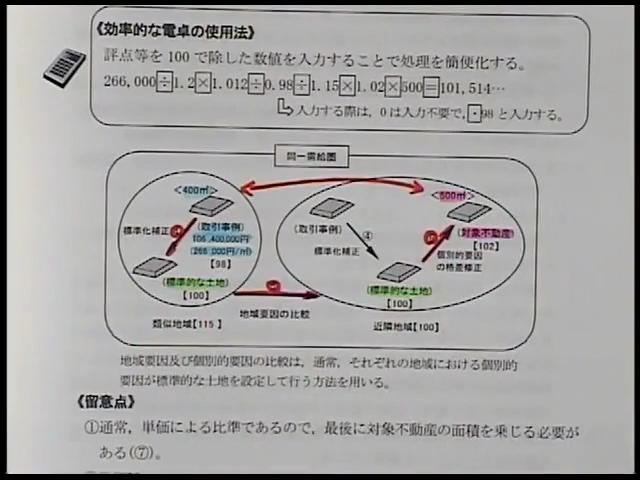 《効率的な電卓の使用法》
評点等を100で除した数値を入力することで処理を簡便化する。
266,000÷1.2×1.012÷0.98÷1.15×1.02×500＝101,514…
入力する際は，0は入力不要で，・98と入力する。
同一需給圏
＜400㎡＞
＜500㎡＞
(取引事例)
106,400,000円
(266,000円/㎡)
【98】
標準化補正
(標準的な土地)
【100】
(取引事例)
④
標準化補正
(対象不動産)
【102】
個別的要因
の格差修正
(標準的な土地)
【100】
地域要因の比較
類似地域【115】
近隣地域【100】
地域要因及び個別的要因の比較は，通常，それぞれの地域における個別的
要因が標準的な土地を設定して行う方法を用いる。
《留意点》
①通常，単価による比準であるので，最後に対象不動産の面積を乗じる必要が
ある(⑦)。